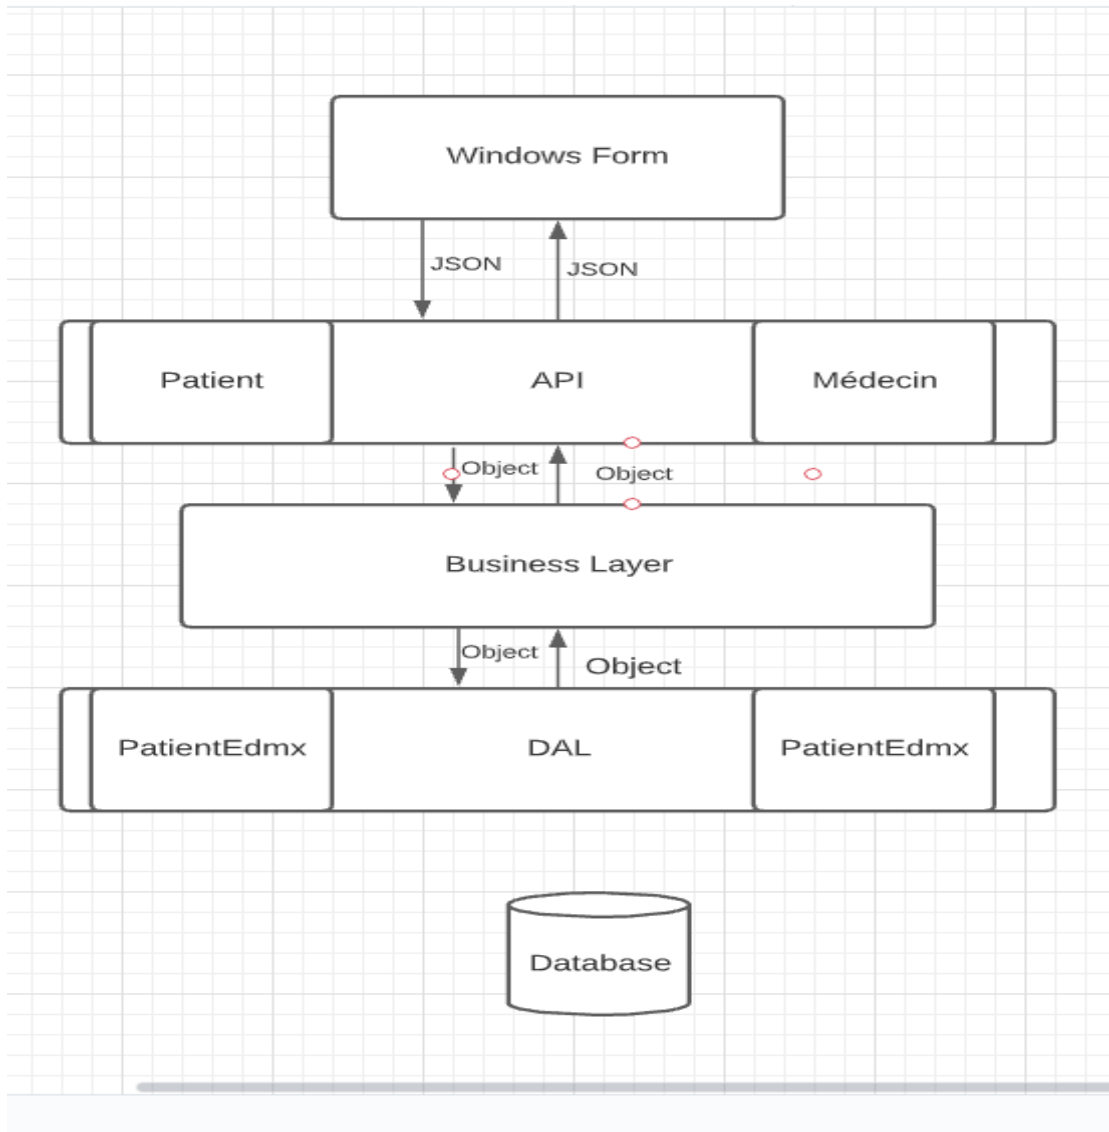 Windows Form
JSON
JSON
Patient
API
Médecin
Object
Object
Business Layer
Object
Object
PatientEdmx
DAL
PatientEdmx
Database